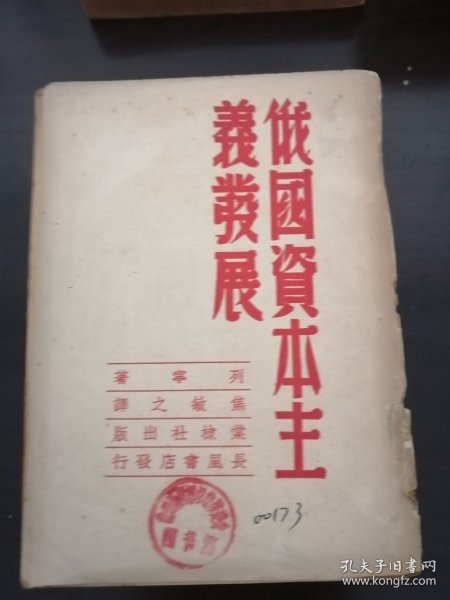 俄國資本主
義發展
列寧著
焦敏之譯
棠棣社出版
長風書店發行
00173
孔夫子旧书网
www.kongfz.com